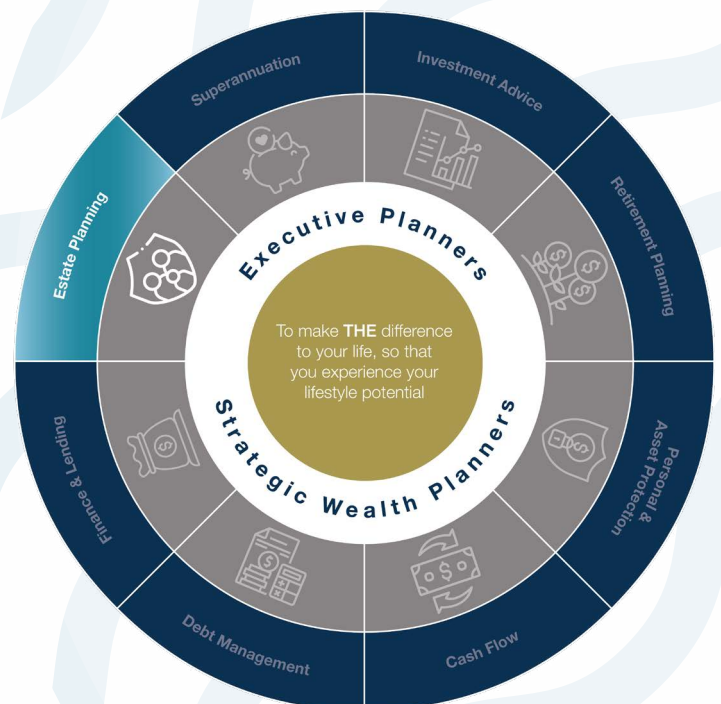 Superannuation
Investment Advice
Estate Planning
Retirement Planning
Executive Planners
To make THE difference
to your life, so that
you experience your
lifestyle potential
Strategic Wealth Planners
Finance & Lending
Personal &
Asset Protection
Debt Management
Cash Flow